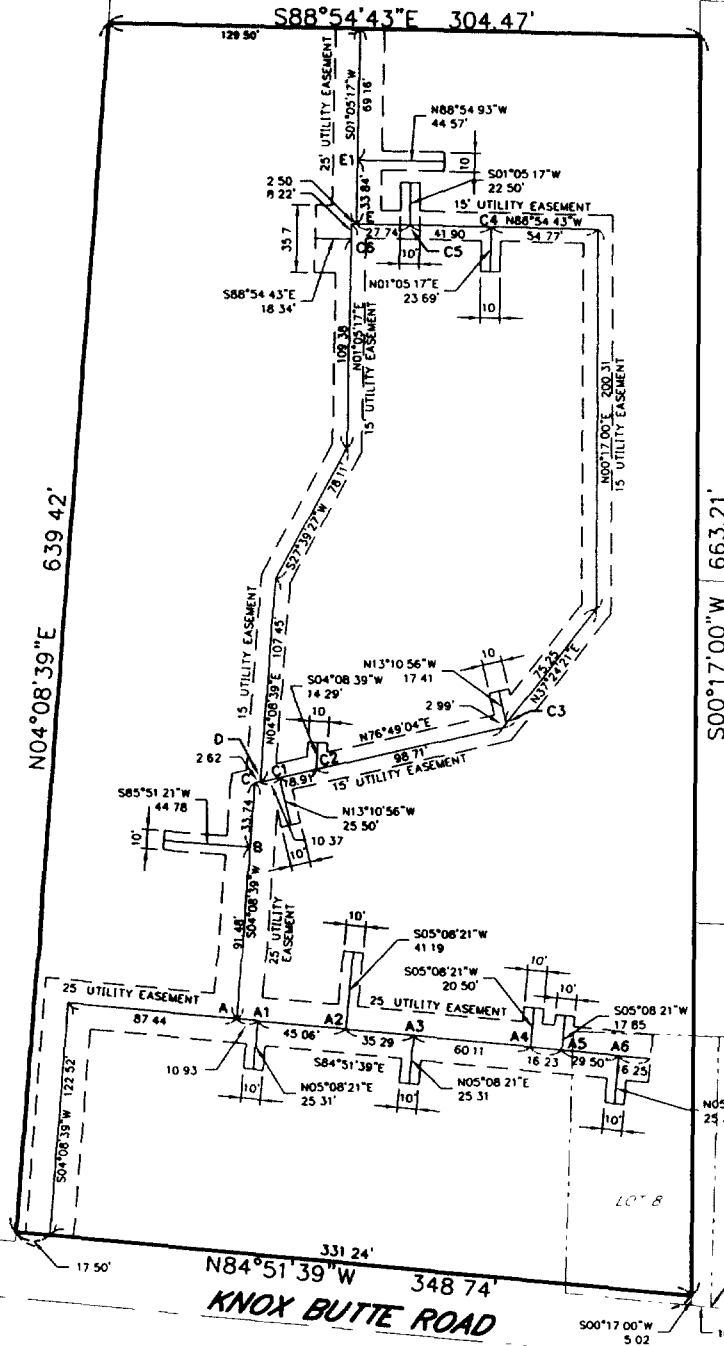 S88°54'43"E 304.47'
129 50'
25' UTILITY EASEMENT
S01°05'17"W
69 16'
N88°54 93"W
44 57'
E1
10
S01°05 17"W
22 50'
2 50
8 22'
33 84'
E
15' UTILITY EASEMENT
C4
N88°54 43"W
27 74
41 90
54 77'
C6
C5
35 7
10'
N01°05 17"E
23 69'
S88°54 43"E
18 34'
10
109 38
N01°05'17"E
15' UTILITY EASEMENT
N00°17.00"E 200 31
15 UTILITY EASEMENT
S27°39'27"W 78 11'
N04°08'39"E 639 42'
S00°17'00"W 663.21'
15 UTILITY EASEMENT
N04°08'39"E 107 45'
10
N13°10 56"W
17 41
75.25
N37°24 21"E
S04°08 39"W
14 29'
10
2 99'
C3
N76°49'04"E
D
2 62
C
C1
C2
78.91
98 71'
15' UTILITY EASEMENT
S85°51 21"W
44 78
33.74
N13°10'56"W
25 50'
10'
B
10 37
10'
91.48'
S04°08'39"W
25' UTILITY
EASEMENT
10'
S05°08'21"W
41 19
S05°08'21"W
20 50'
10'
10'
25 UTILITY EASEMENT
25 UTILITY EASEMENT
S05°08 21"W
17 85
A
A1
A2
A3
A4
A5
A6
87 44
45 06'
35 29
60 11
16 23
29 50"
6 25
S84°51'39"E
10 93
N05°08'21"E
25 31'
N05°08 21"E
25 31
10'
10'
10'
N05
25
S04°08'39"W 122 52'
LOT 8
17 50'
331 24'
N84°51'39"W 348 74'
KNOX BUTTE ROAD
S00°17 00"W
5 02